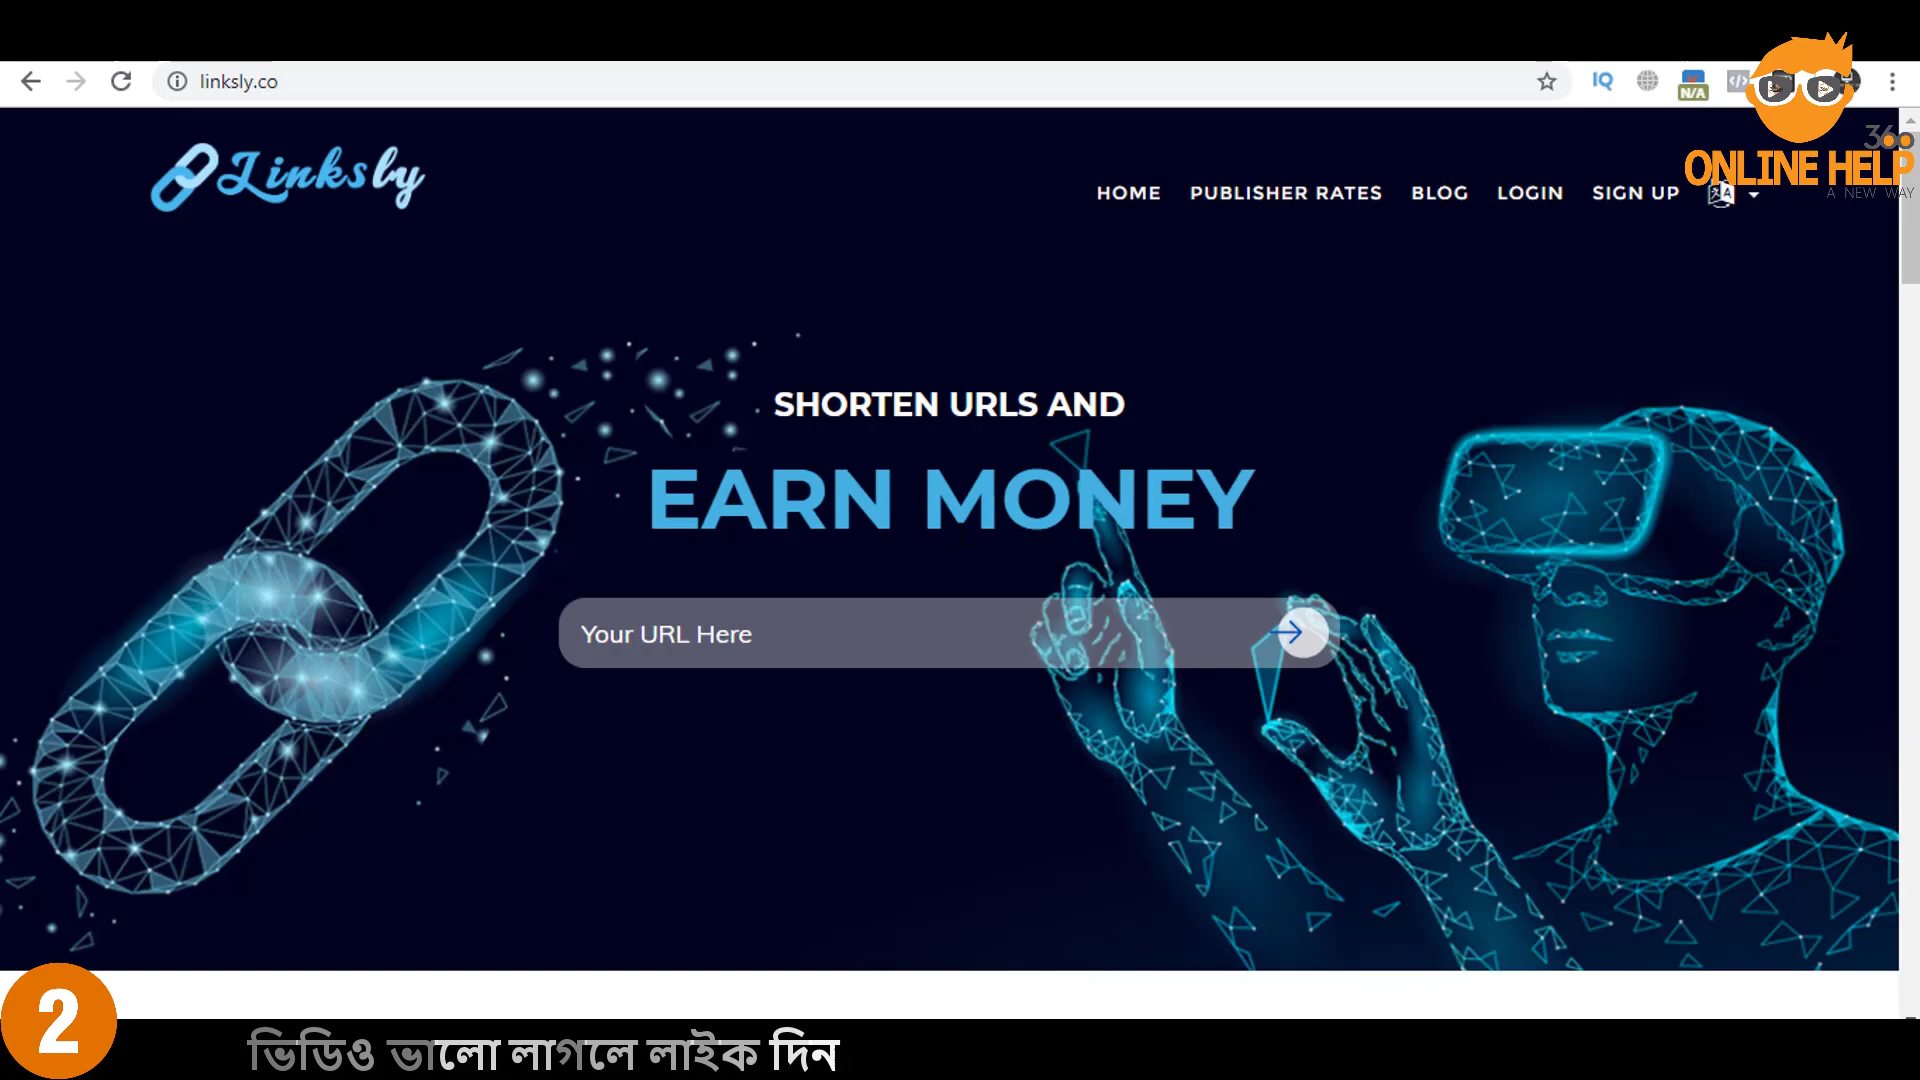 linksly.co
IQ
N/A
</>
360
ONLINE HELP
A NEW WAY
Linksly
HOME PUBLISHER RATES BLOG LOGIN SIGN UP
SHORTEN URLS AND
EARN MONEY
Your URL Here
2
ভিডিও ভালো লাগলে লাইক দিন